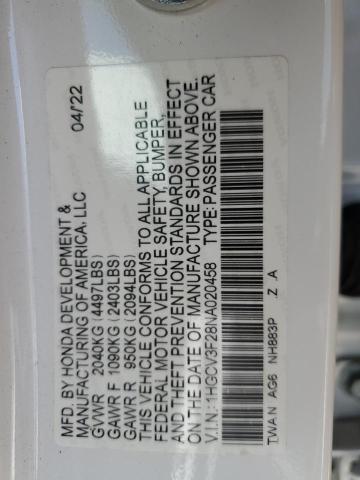 MFD. BY HONDA DEVELOPMENT & 04/22
MANUFACTURING OF AMERICA, LLC
GVWR 2040KG (4497LBS)
GAWR F 1090KG (2403LBS)
GAWR R 950KG (2094LBS)
THIS VEHICLE CONFORMS TO ALL APPLICABLE
FEDERAL MOTOR VEHICLE SAFETY, BUMPER,
AND THEFT PREVENTION STANDARDS IN EFFECT
ON THE DATE OF MANUFACTURE SHOWN ABOVE.
V.I.N.: 1HGCV3F28NA020458 TYPE: PASSENGER CAR
TWA N AG6 NH883P .Z .A